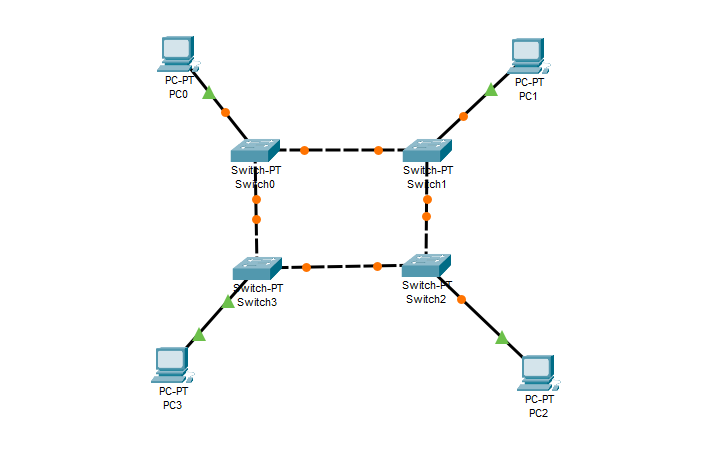 PC-PT
PC0
PC-PT
PC1
Switch-PT
Switch0
Switch-PT
Switch1
Switch-PT
Switch3
Switch-PT
Switch2
PC-PT
PC3
PC-PT
PC2